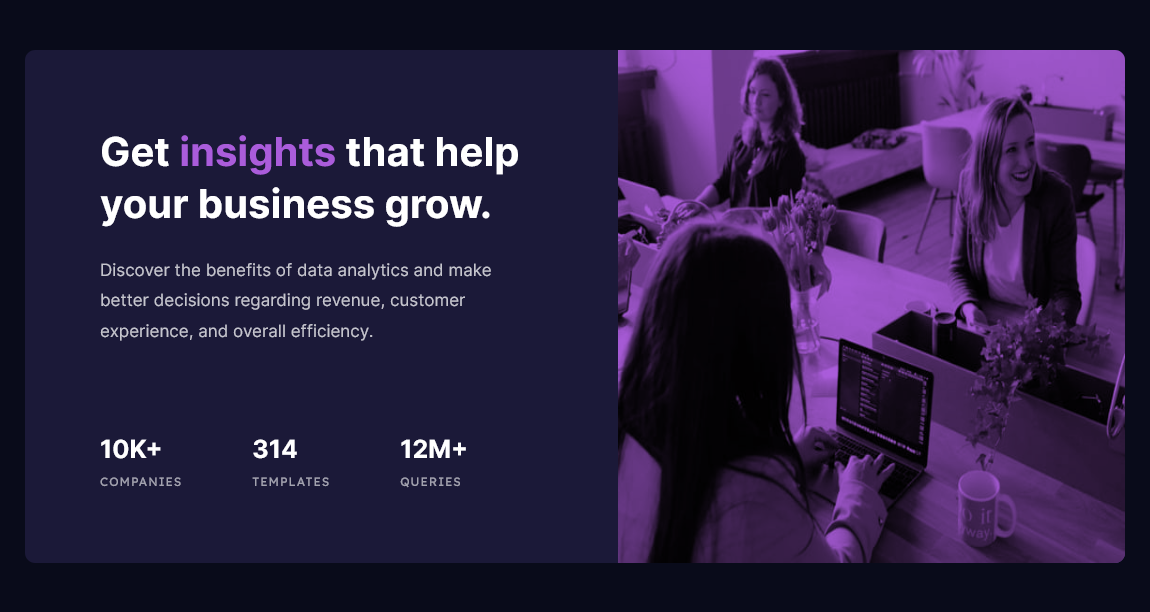 Get insights that help
your business grow.
Discover the benefits of data analytics and make
better decisions regarding revenue, customer
experience, and overall efficiency.
10K+ 314 12M+
COMPANIES TEMPLATES QUERIES